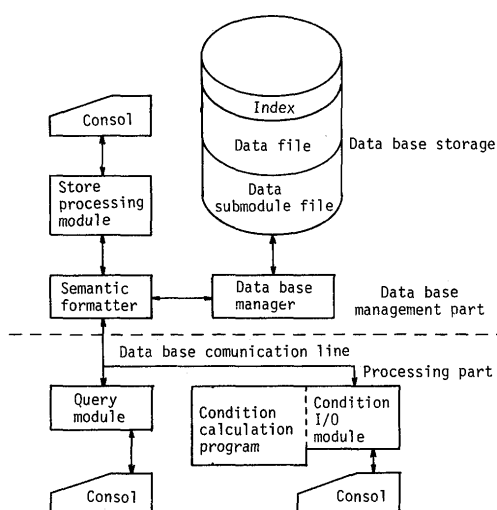 Consol
Index
Data file
Data base storage
Store
processing
module
Data
submodule file
Semantic
formatter
Data base
manager
Data base
management part
Data base comunication line
Processing part
Query
module
Condition
calculation
program
Condition
I/O
module
Consol
Consol